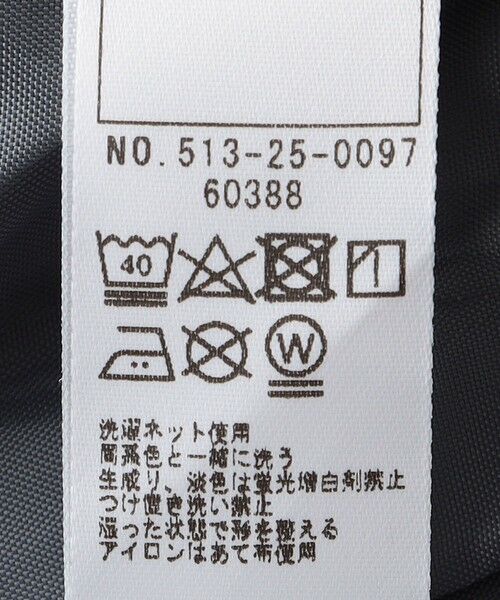 NO. 513-25-0097
60388
40
W
洗濯ネット使用
同系色と一緒に洗う
生成り、淡色は蛍光増白剤禁止
つけ置き洗い禁止
湿った状態で形を整える
アイロンはあて布使用